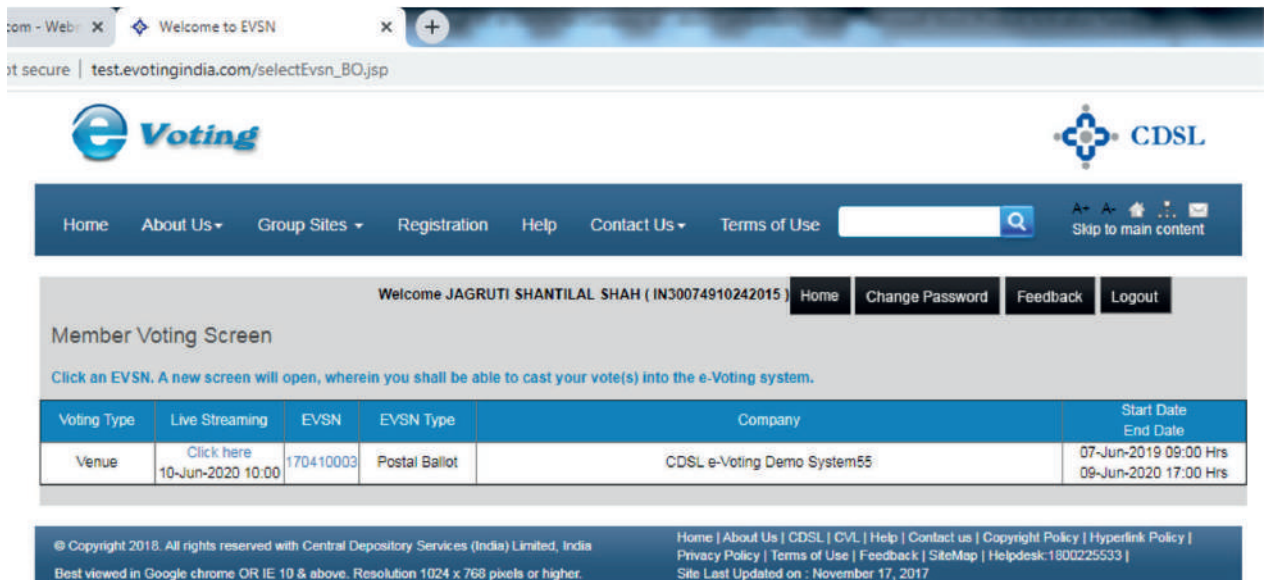 com - Web
Welcome to EVSN
ot secure | test.evotingindia.com/selectEvsn_BO.jsp
e Voting
CDSL
Home About Us Group Sites Registration Help Contact Us Terms of Use
A+ A-
Skip to main content
Welcome JAGRUTI SHANTILAL SHAH ( IN30074910242015 ) Home Change Password Feedback Logout
Member Voting Screen
Click an EVSN. A new screen will open, wherein you shall be able to cast your vote(s) into the e-Voting system.
Voting Type Live Streaming EVSN EVSN Type Company Start Date
End Date
Venue Click here 170410003 Postal Ballot CDSL e-Voting Demo System55 07-Jun-2019 09:00 Hrs
10-Jun-2020 10:00 09-Jun-2020 17:00 Hrs
© Copyright 2018. All rights reserved with Central Depository Services (India) Limited, India
Best viewed in Google chrome OR IE 10 & above. Resolution 1024 x 768 pixels or higher.
Home | About Us | CDSL | CVL | Help | Contact us | Copyright Policy | Hyperlink Policy |
Privacy Policy | Terms of Use | Feedback | SiteMap | Helpdesk:1800225533 |
Site Last Updated on : November 17, 2017